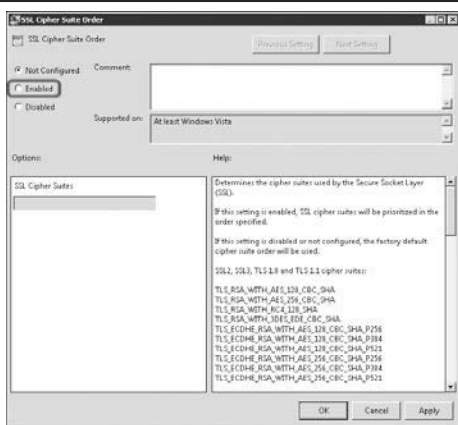 SSL Cipher Suite Order
SSL Cipher Suite Order
Previous Setting
Next Setting
Not Configured
Comment:
Enabled
Disabled
Supported on:
At least Windows Vista
Options:
Help:
SSL Cipher Suites
Determines the cipher suites used by the Secure Socket Layer
(SSL).
If this setting is enabled, SSL cipher suites will be prioritized in the
order specified.
If this setting is disabled or not configured, the factory default
cipher suite order will be used.
SSL2, SSL3, TLS 1.0 and TLS 1.1 cipher suites:
TLS_RSA_WITH_AES_128_CBC_SHA
TLS_RSA_WITH_AES_256_CBC_SHA
TLS_RSA_WITH_RC4_128_SHA
TLS_RSA_WITH_3DES_EDE_CBC_SHA
TLS_ECDHE_RSA_WITH_AES_128_CBC_SHA_P256
TLS_ECDHE_RSA_WITH_AES_128_CBC_SHA_P384
TLS_ECDHE_RSA_WITH_AES_128_CBC_SHA_P521
TLS_ECDHE_RSA_WITH_AES_256_CBC_SHA_P256
TLS_ECDHE_RSA_WITH_AES_256_CBC_SHA_P384
TLS_ECDHE_RSA_WITH_AES_256_CBC_SHA_P521
OK
Cancel
Apply